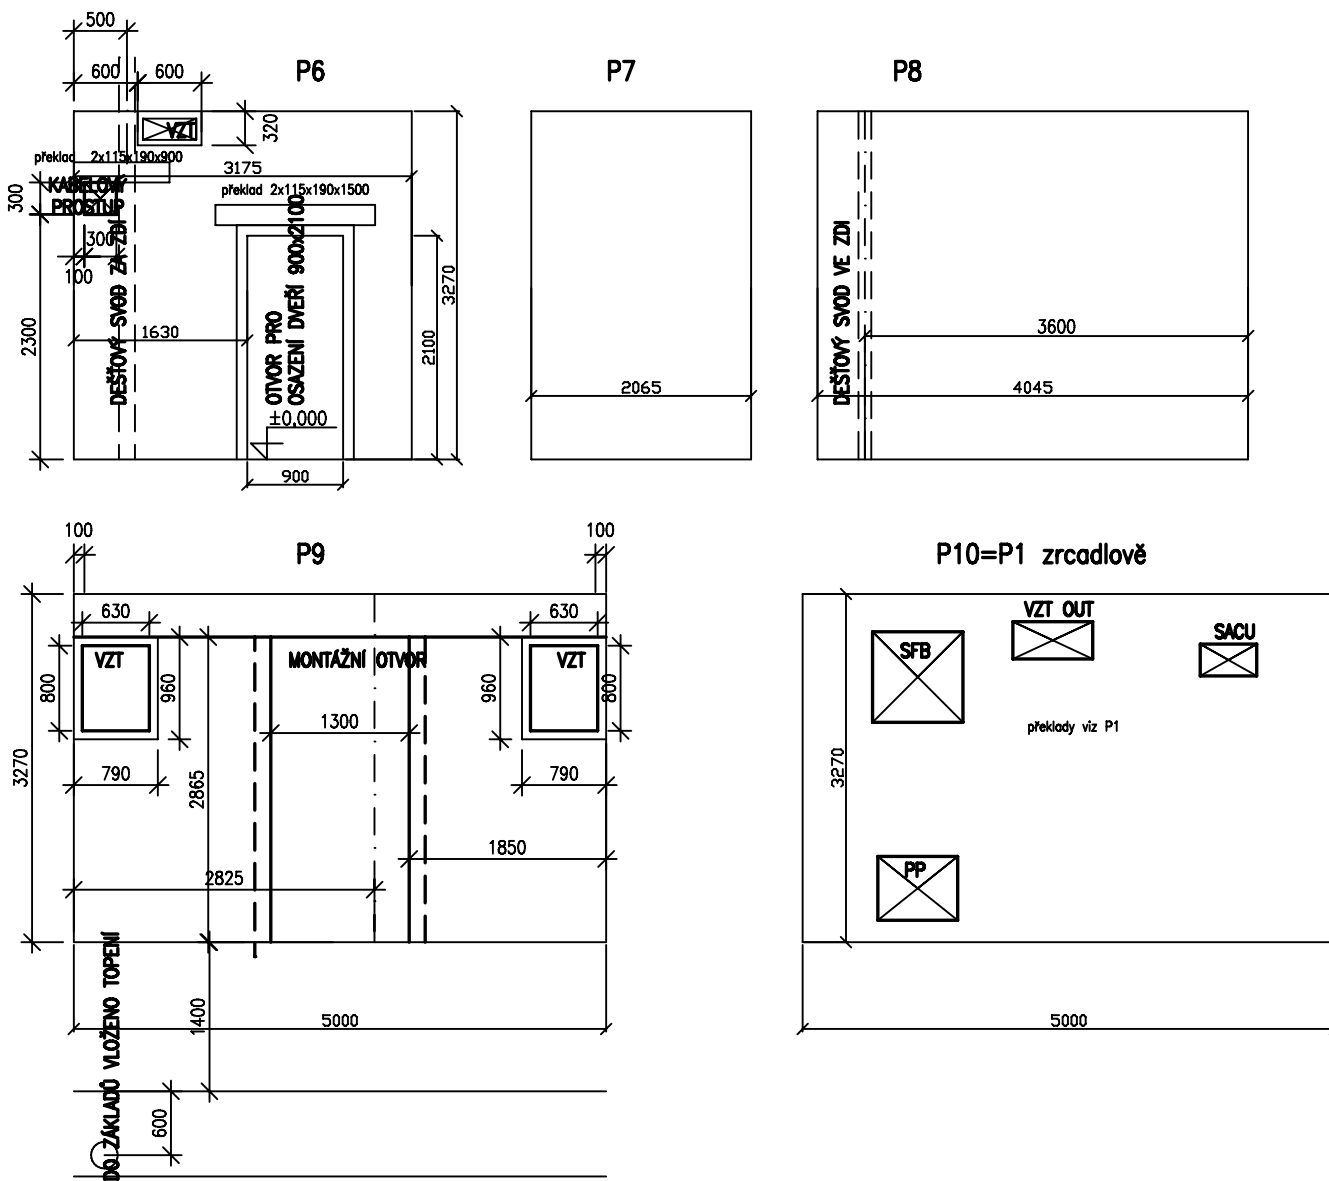 500
600
600
P6
P7
P8
VZT
320
překlad 2x115x190x900
3175
KABELOVÝ
PROSTUP
překlad 2x115x190x1500
300
300
100
DEŠŤOVÝ SVOD ZA ZDÍ
2300
1630
OTVOR PRO
OSAZENÍ DVEŘÍ 900x2100
±0,000
900
2100
3270
2065
DEŠŤOVÝ SVOD VE ZDI
3600
4045
100
P9
100
P10=P1 zrcadlově
630
630
VZT
MONTÁŽNÍ OTVOR
VZT
800
960
960
800
1300
790
790
3270
2865
1850
2825
DO ZÁKLADŮ VLOŽENO TOPENÍ
1400
5000
600
VZT OUT
SFB
SACU
překlady viz P1
3270
PP
5000